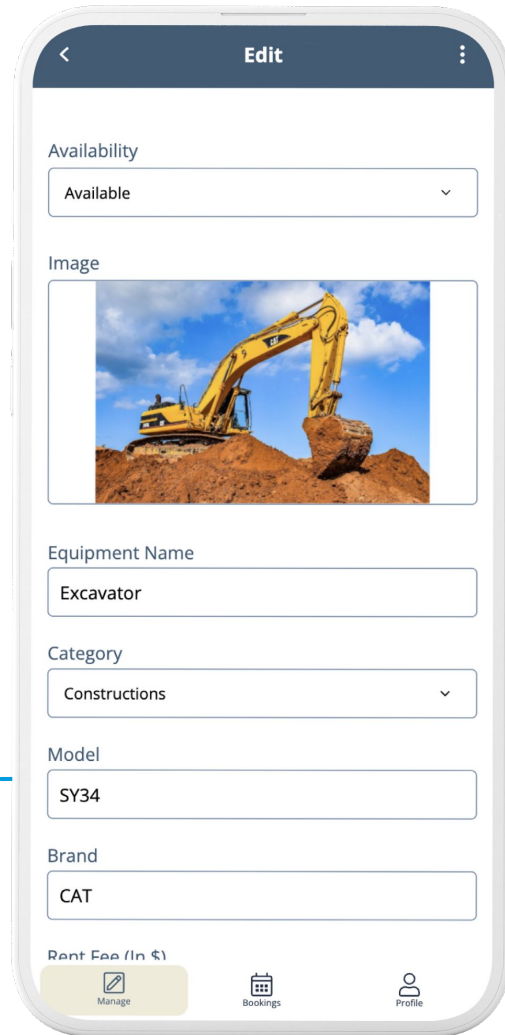 Edit
Availability
Available
Image
CAT
Equipment Name
Excavator
Category
Constructions
Model
SY34
Brand
CAT
Rent Fee (In $)
Manage
Bookings
Profile